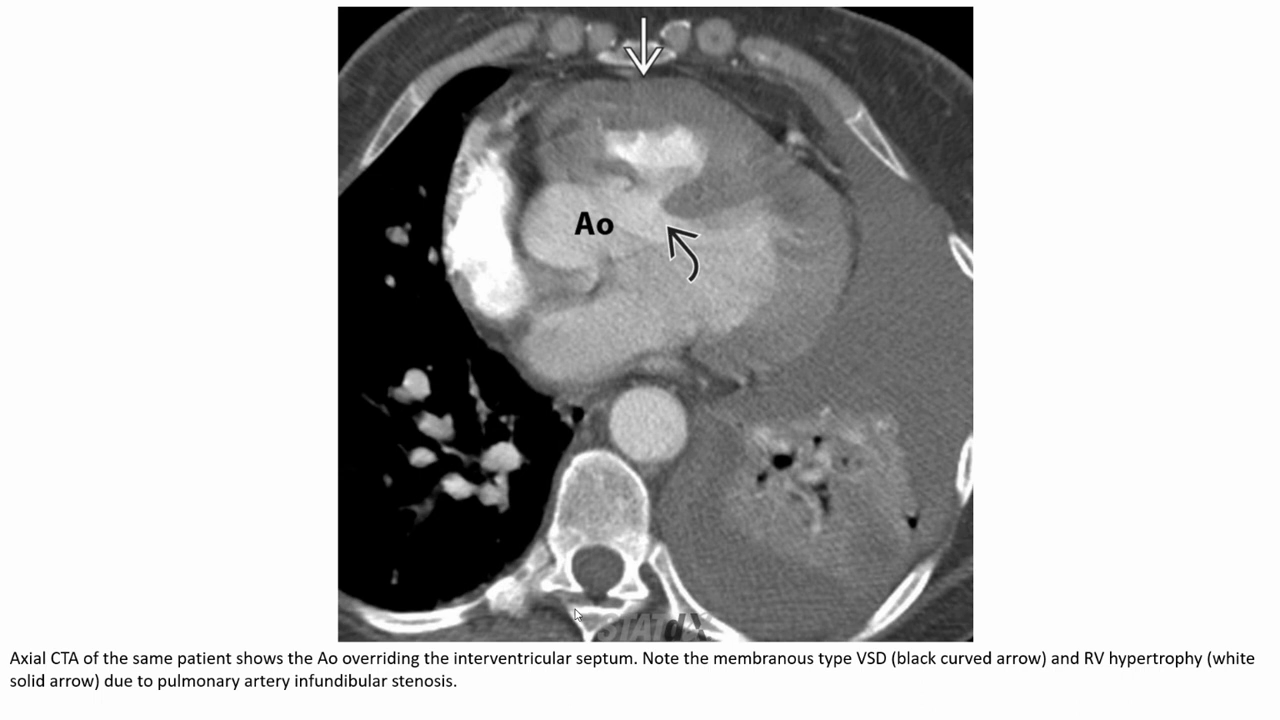 Ao
STATdx
Axial CTA of the same patient shows the Ao overriding the interventricular septum. Note the membranous type VSD (black curved arrow) and RV hypertrophy (white
solid arrow) due to pulmonary artery infundibular stenosis.